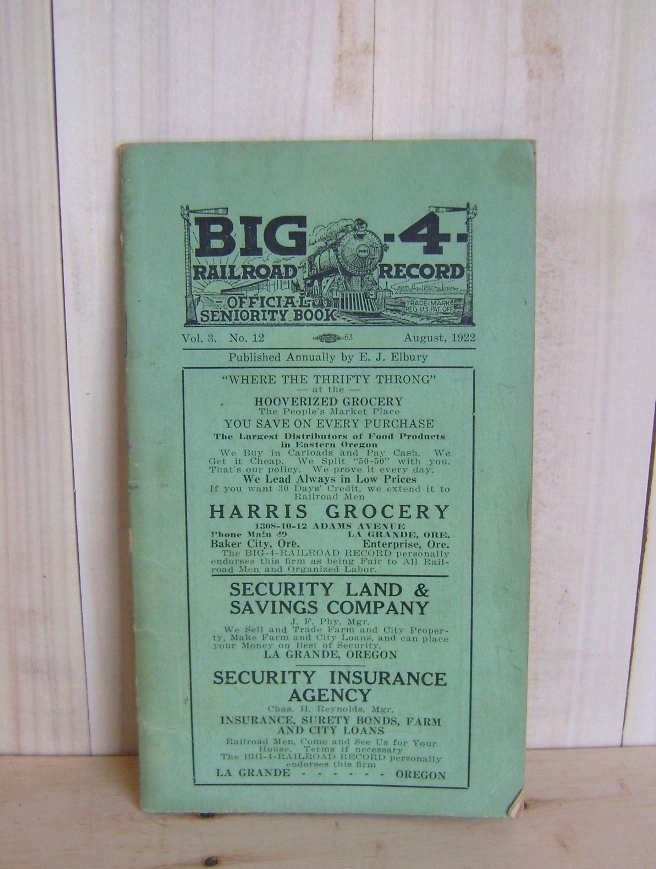 BIG -4-
RAILROAD RECORD
OFFICIAL
SENIORITY BOOK
TRADE MARK
REG. U.S. PAT. OFF.
Vol. 3. No. 12 63 August, 1922
Published Annually by E. J. Elbury
"WHERE THE THRIFTY THRONG"
— at the —
HOOVERIZED GROCERY
The People's Market Place
YOU SAVE ON EVERY PURCHASE
The Largest Distributors of Food Products
in Eastern Oregon
We Buy in Carloads and Pay Cash. We
Get it Cheap. We Split "50-50" with you.
That's our policy. We prove it every day.
We Lead Always in Low Prices
If you want 30 Days' Credit, we extend it to
Railroad Men
HARRIS GROCERY
1308-10-12 ADAMS AVENUE
Phone Main 29 LA GRANDE, ORE.
Baker City, Ore. Enterprise, Ore.
The BIG-4-RAILROAD RECORD personally
endorses this firm as being Fair to All Rail-
road Men and Organized Labor.
SECURITY LAND &
SAVINGS COMPANY
J. F. Phy, Mgr.
We Sell and Trade Farm and City Proper-
ty, Make Farm and City Loans, and can place
your Money on Best of Security.
LA GRANDE, OREGON
SECURITY INSURANCE
AGENCY
Chas. H. Reynolds, Mgr.
INSURANCE, SURETY BONDS, FARM
AND CITY LOANS
Railroad Men, Come and See Us for Your
House. Terms if necessary
The BIG-4-RAILROAD RECORD personally
endorses this firm
LA GRANDE - - - - - - OREGON